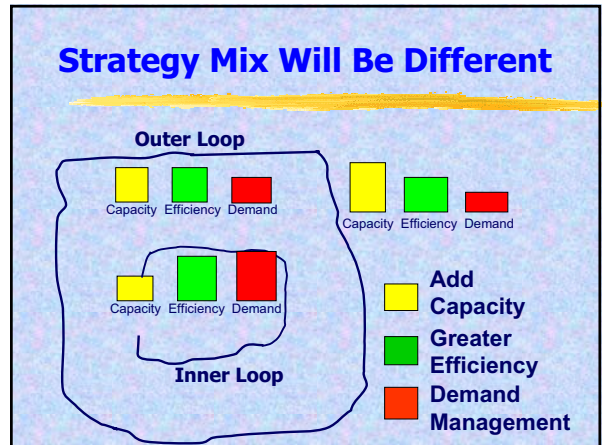 Strategy Mix Will Be Different
Outer Loop
Capacity Efficiency Demand
Capacity Efficiency Demand
Capacity Efficiency Demand
Inner Loop
Add
Capacity
Greater
Efficiency
Demand
Management